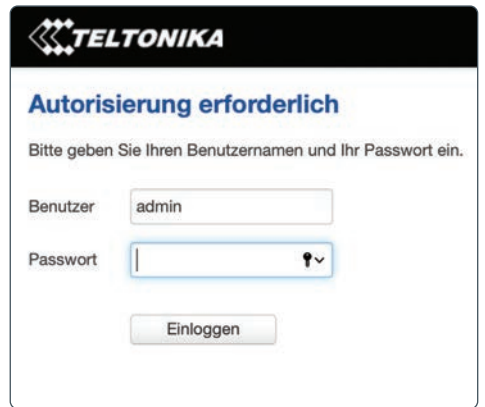 TELTONIKA
Autorisierung erforderlich
Bitte geben Sie Ihren Benutzernamen und Ihr Passwort ein.
Benutzer admin
Passwort
Einloggen